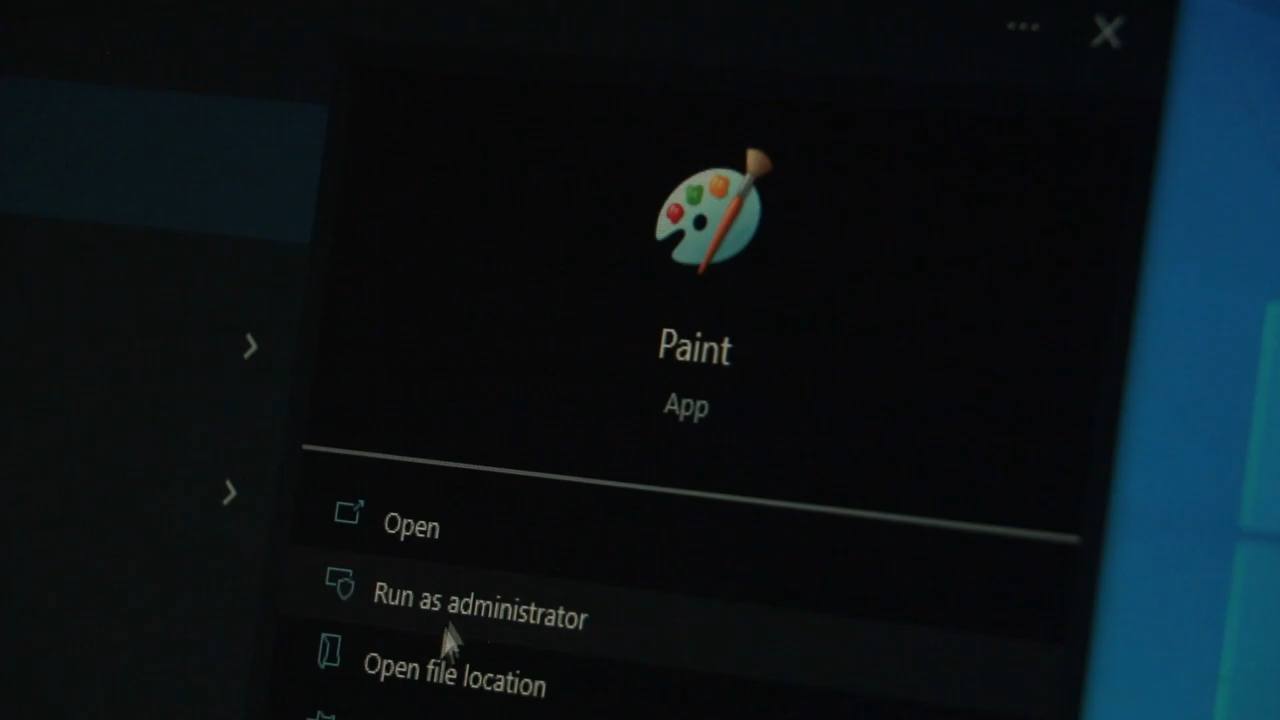 Paint
App
Open
Run as administrator
Open file location